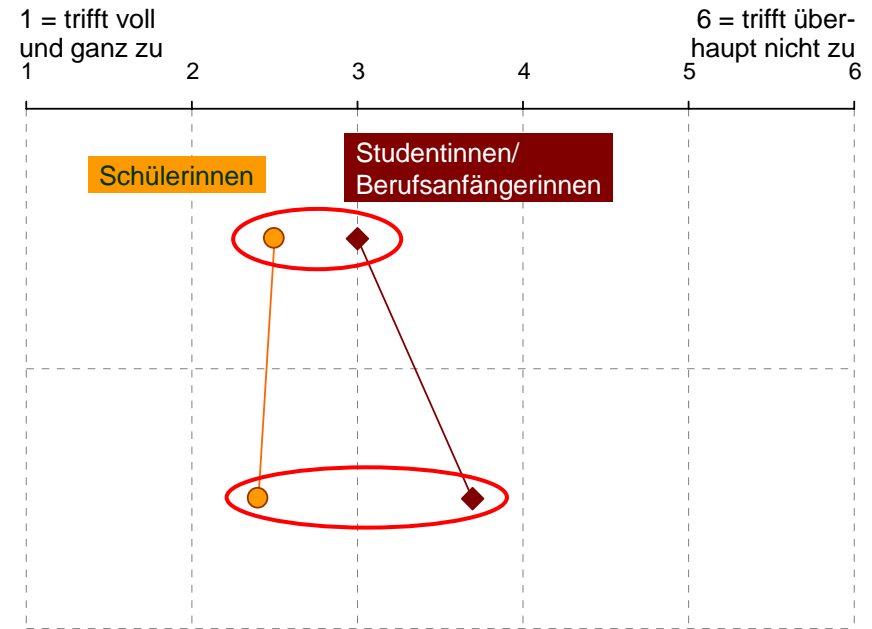 1 = trifft voll
und ganz zu
6 = trifft über-
haupt nicht zu
1 2 3 4 5 6
Schülerinnen
Studentinnen/
Berufsanfängerinnen